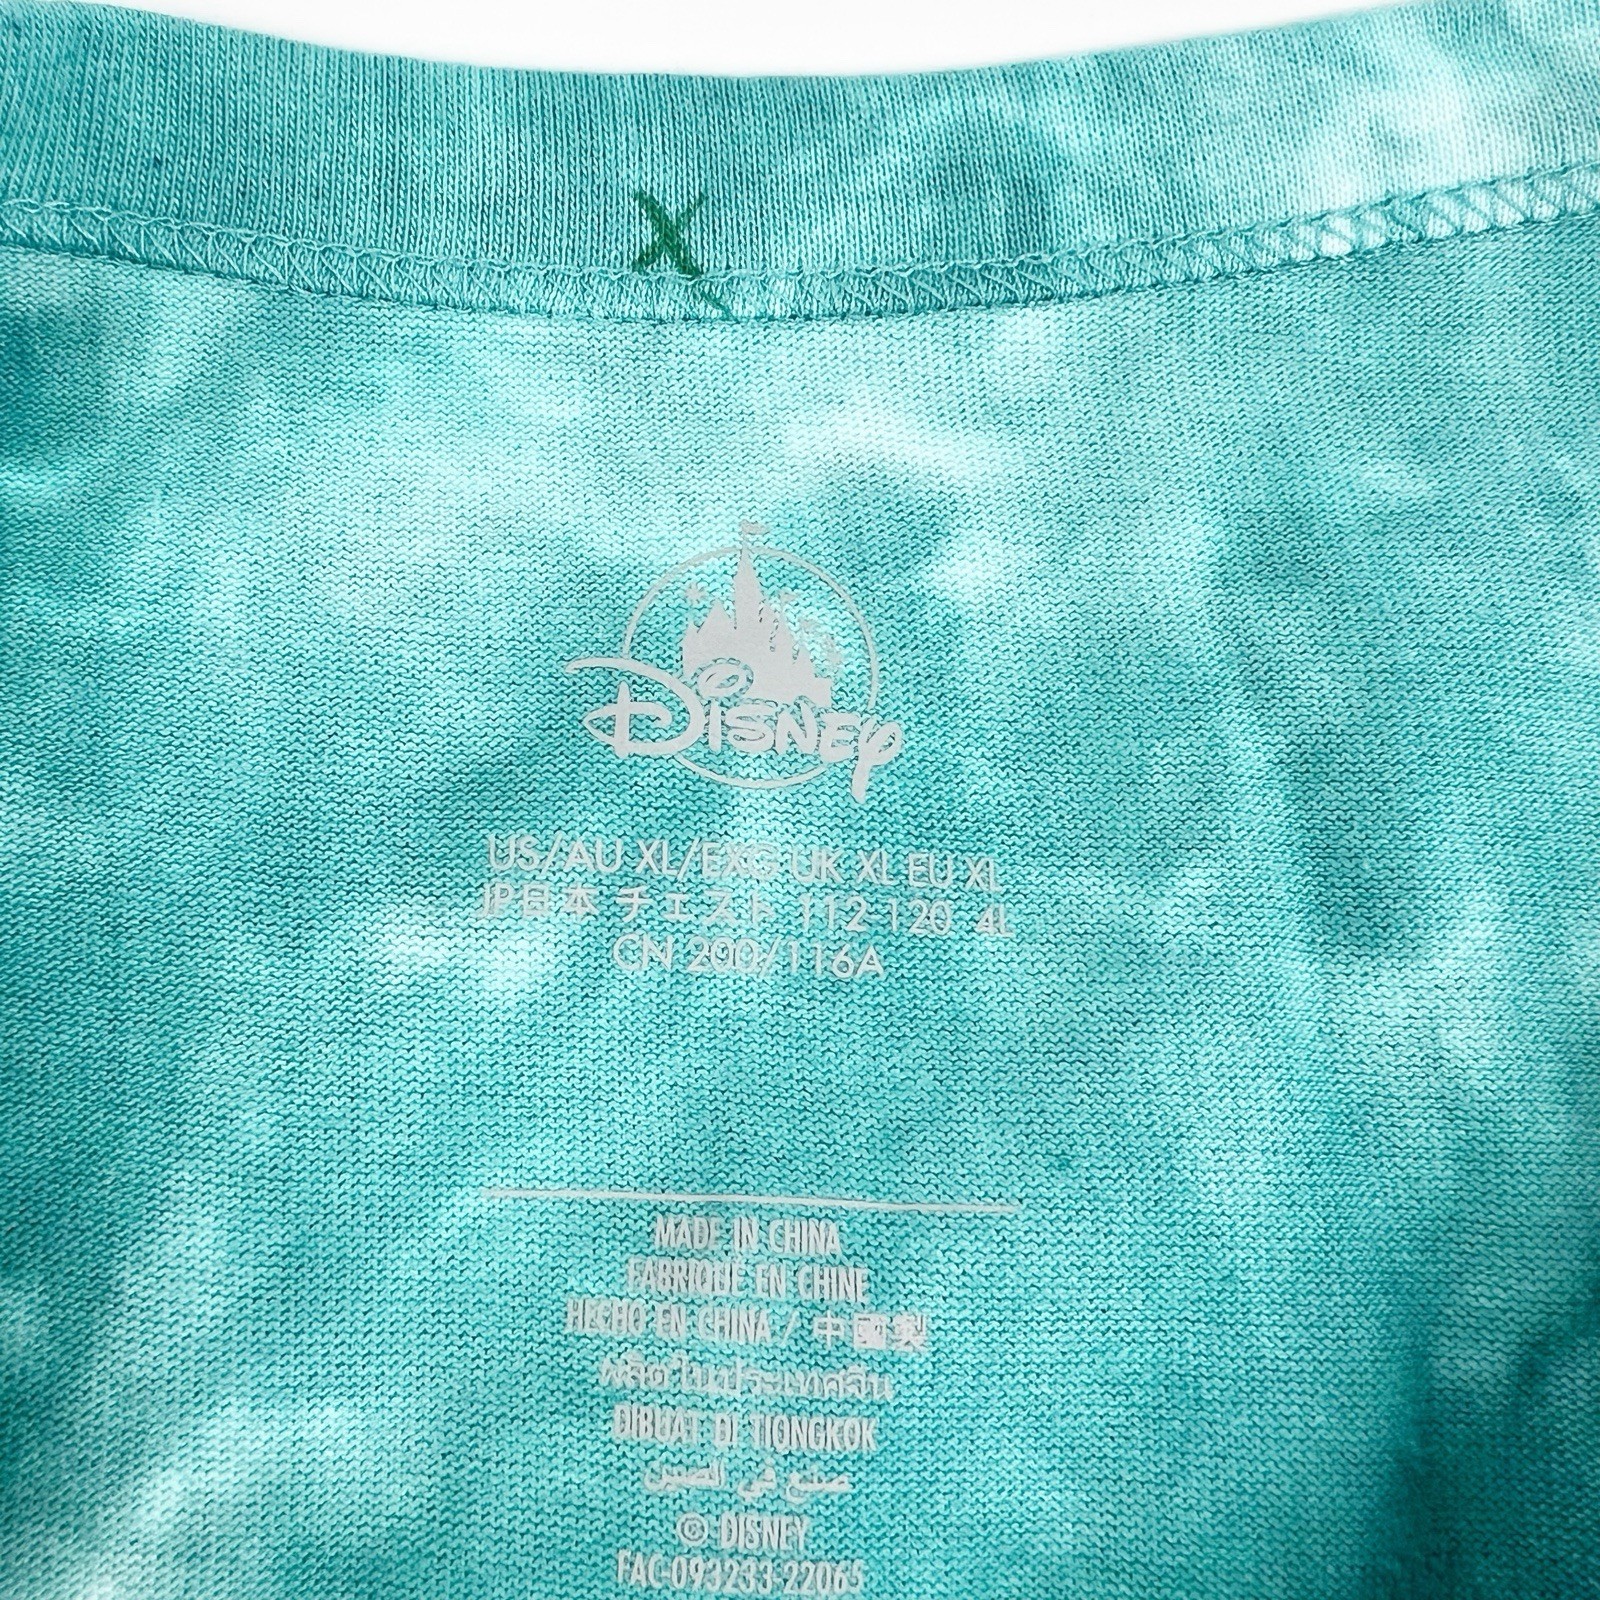 X
Disney
US/AU XL/EXG UK XL EU XL
JP日本 チェスト 112-120 4L
CN 200/116A
MADE IN CHINA
FABRIQUÉ EN CHINE
HECHO EN CHINA / 中國製
ผลิตในประเทศจีน
DIBUAT DI TIONGKOK
صنع في الصين
© DISNEY
FAC-093233-22065